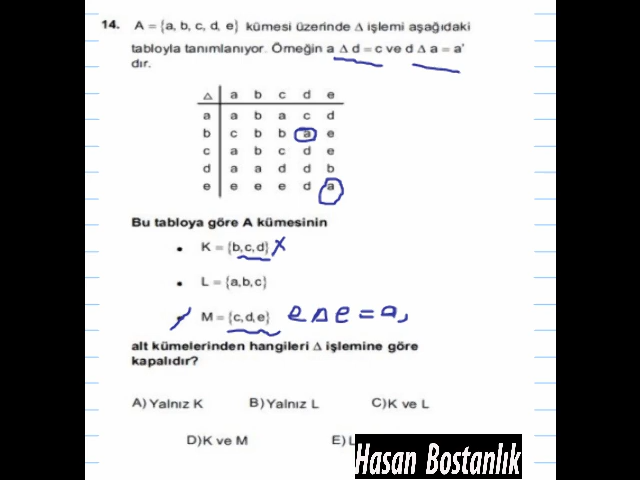 14. A = {a, b, c, d, e} kümesi üzerinde Δ işlemi aşağıdaki
tabloyla tanımlanıyor. Örneğin a Δ d = c ve d Δ a = a'
dır.
Δ a b c d e
a a b a c d
b c b b a e
c a b c d e
d a a d d b
e e e e d a
Bu tabloya göre A kümesinin
• K = {b,c,d} x
• L = {a,b,c}
• M = {c,d,e} e Δ e = a,
alt kümelerinden hangileri Δ işlemine göre
kapalıdır?
A) Yalnız K B) Yalnız L C) K ve L
D) K ve M E) L
Hasan Bostanlık